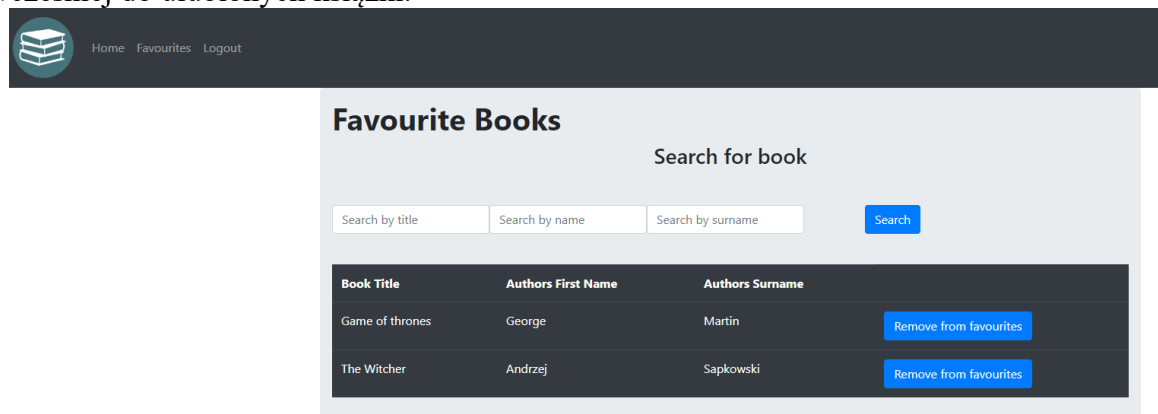 do ulubionych
Home Favourites Logout
Favourite Books
Search for book
Search by title Search by name Search by surname Search
Book Title Authors First Name Authors Surname
Game of thrones George Martin Remove from favourites
The Witcher Andrzej Sapkowski Remove from favourites